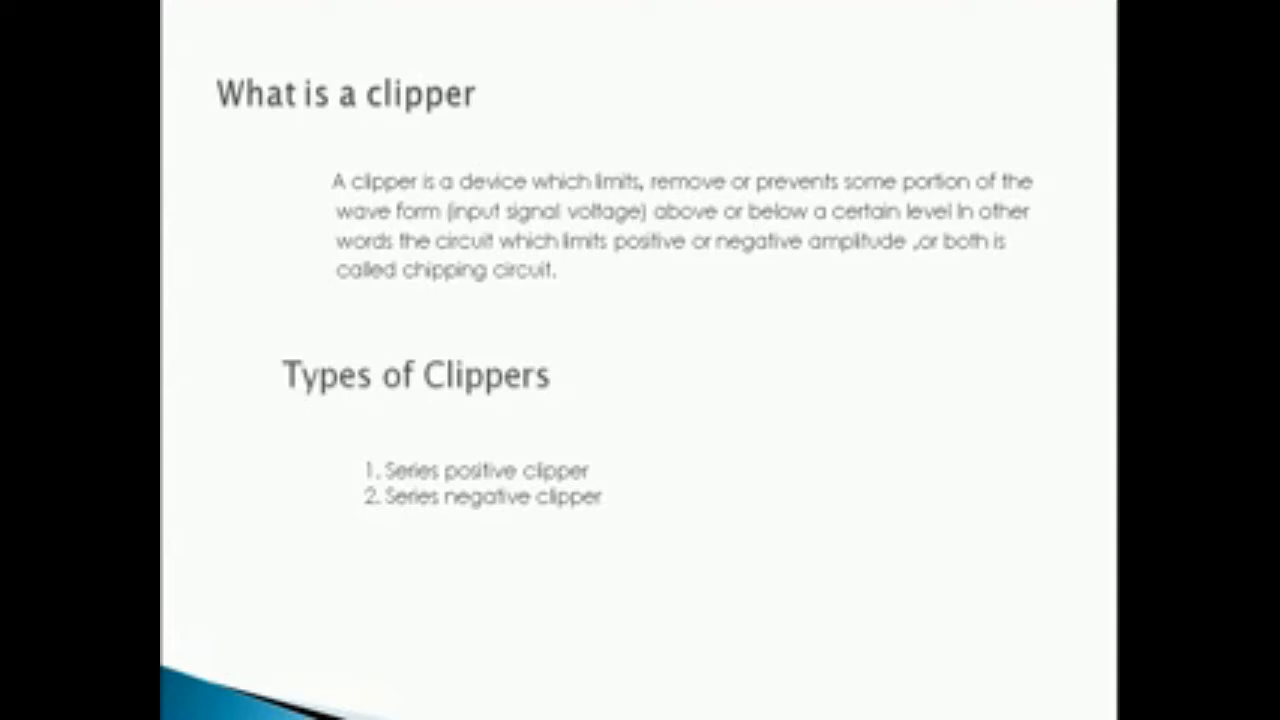 What is a clipper
A clipper is a device which limits, remove or prevents some portion of the
wave form (input signal voltage) above or below a certain level In other
words the circuit which limits positive or negative amplitude ,or both is
called chipping circuit.
Types of Clippers
1. Series positive clipper
2. Series negative clipper